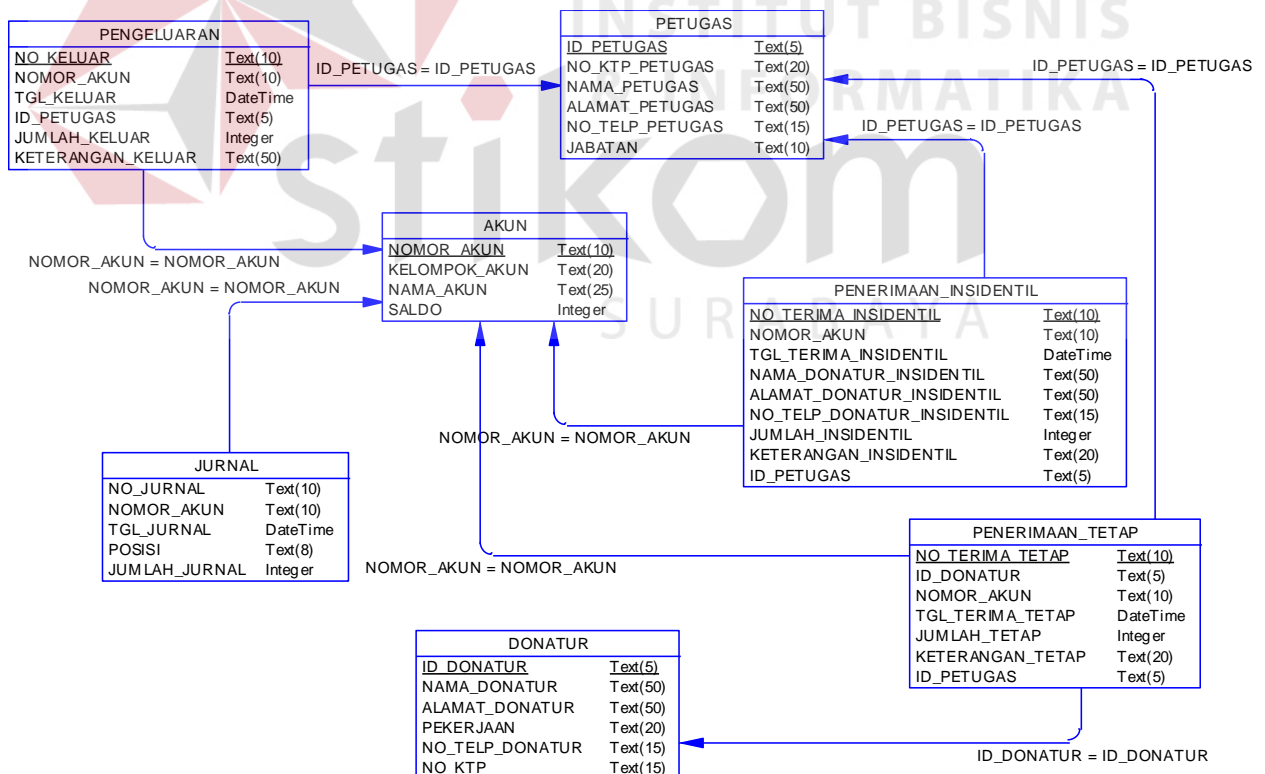 INSTITUT BISNIS
& INFORMATIKA
stikom
SURABAYA
PENGELUARAN
NO_KELUAR Text(10)
NOMOR_AKUN Text(10)
TGL_KELUAR DateTime
ID_PETUGAS Text(5)
JUMLAH_KELUAR Integer
KETERANGAN_KELUAR Text(50)
ID_PETUGAS = ID_PETUGAS
PETUGAS
ID_PETUGAS Text(5)
NO_KTP_PETUGAS Text(20)
NAMA_PETUGAS Text(50)
ALAMAT_PETUGAS Text(50)
NO_TELP_PETUGAS Text(15)
JABATAN Text(10)
ID_PETUGAS = ID_PETUGAS
ID_PETUGAS = ID_PETUGAS
NOMOR_AKUN = NOMOR_AKUN
NOMOR_AKUN = NOMOR_AKUN
AKUN
NOMOR_AKUN Text(10)
KELOMPOK_AKUN Text(20)
NAMA_AKUN Text(25)
SALDO Integer
PENERIMAAN_INSIDENTIL
NO_TERIMA_INSIDENTIL Text(10)
NOMOR_AKUN Text(10)
TGL_TERIMA_INSIDENTIL DateTime
NAMA_DONATUR_INSIDENTIL Text(50)
ALAMAT_DONATUR_INSIDENTIL Text(50)
NO_TELP_DONATUR_INSIDENTIL Text(15)
JUMLAH_INSIDENTIL Integer
KETERANGAN_INSIDENTIL Text(20)
ID_PETUGAS Text(5)
NOMOR_AKUN = NOMOR_AKUN
JURNAL
NO_JURNAL Text(10)
NOMOR_AKUN Text(10)
TGL_JURNAL DateTime
POSISI Text(8)
JUMLAH_JURNAL Integer
NOMOR_AKUN = NOMOR_AKUN
PENERIMAAN_TETAP
NO_TERIMA_TETAP Text(10)
ID_DONATUR Text(5)
NOMOR_AKUN Text(10)
TGL_TERIMA_TETAP DateTime
JUMLAH_TETAP Integer
KETERANGAN_TETAP Text(20)
ID_PETUGAS Text(5)
DONATUR
ID_DONATUR Text(5)
NAMA_DONATUR Text(50)
ALAMAT_DONATUR Text(50)
PEKERJAAN Text(20)
NO_TELP_DONATUR Text(15)
NO_KTP Text(15)
ID_DONATUR = ID_DONATUR